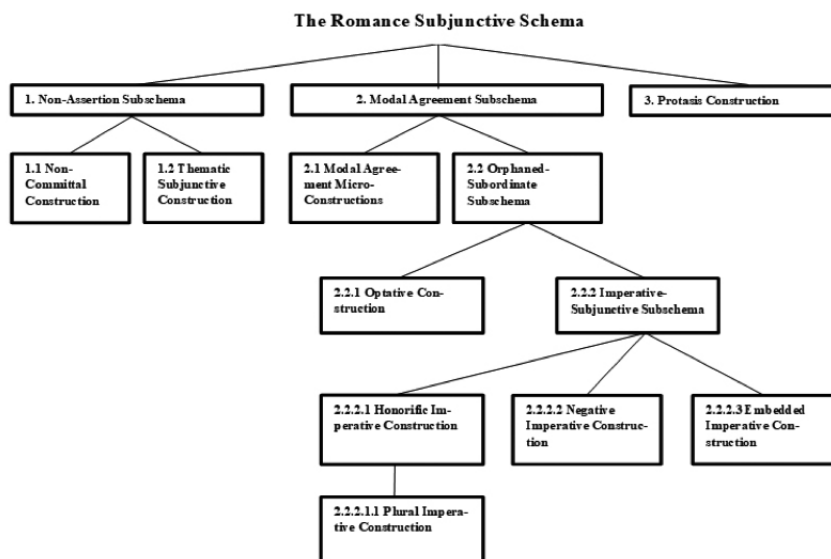 The Romance Subjunctive Schema
1. Non-Assertion Subschema
2. Modal Agreement Subschema
3. Protasis Construction
1.1 Non-
Committal
Construction
1.2 Thematic
Subjunctive
Construction
2.1 Modal Agree-
ment Micro-
Constructions
2.2 Orphaned-
Subordinate
Subschema
2.2.1 Optative Con-
struction
2.2.2 Imperative-
Subjunctive Subschema
2.2.2.1 Honorific Im-
perative Construction
2.2.2.2 Negative
Imperative Construc-
tion
2.2.2.3 Embedded
Imperative Con-
struction
2.2.2.1.1 Plural Impera-
tive Construction